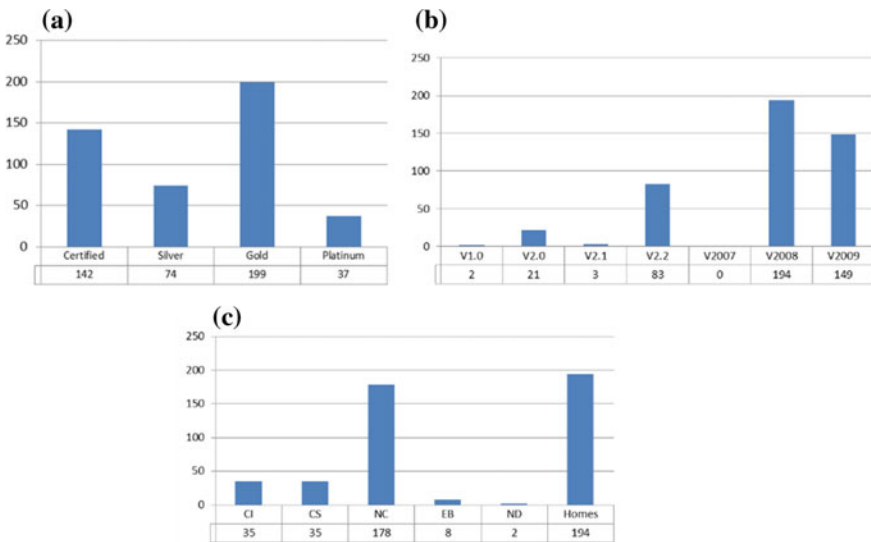 (a)
250
200
150
100
50
0
Certified Silver Gold Platinum
142 74 199 37
(b)
250
200
150
100
50
0
V1.0 V2.0 V2.1 V2.2 V2007 V2008 V2009
2 21 3 83 0 194 149
(c)
250
200
150
100
50
0
CI CS NC EB ND Homes
35 35 178 8 2 194